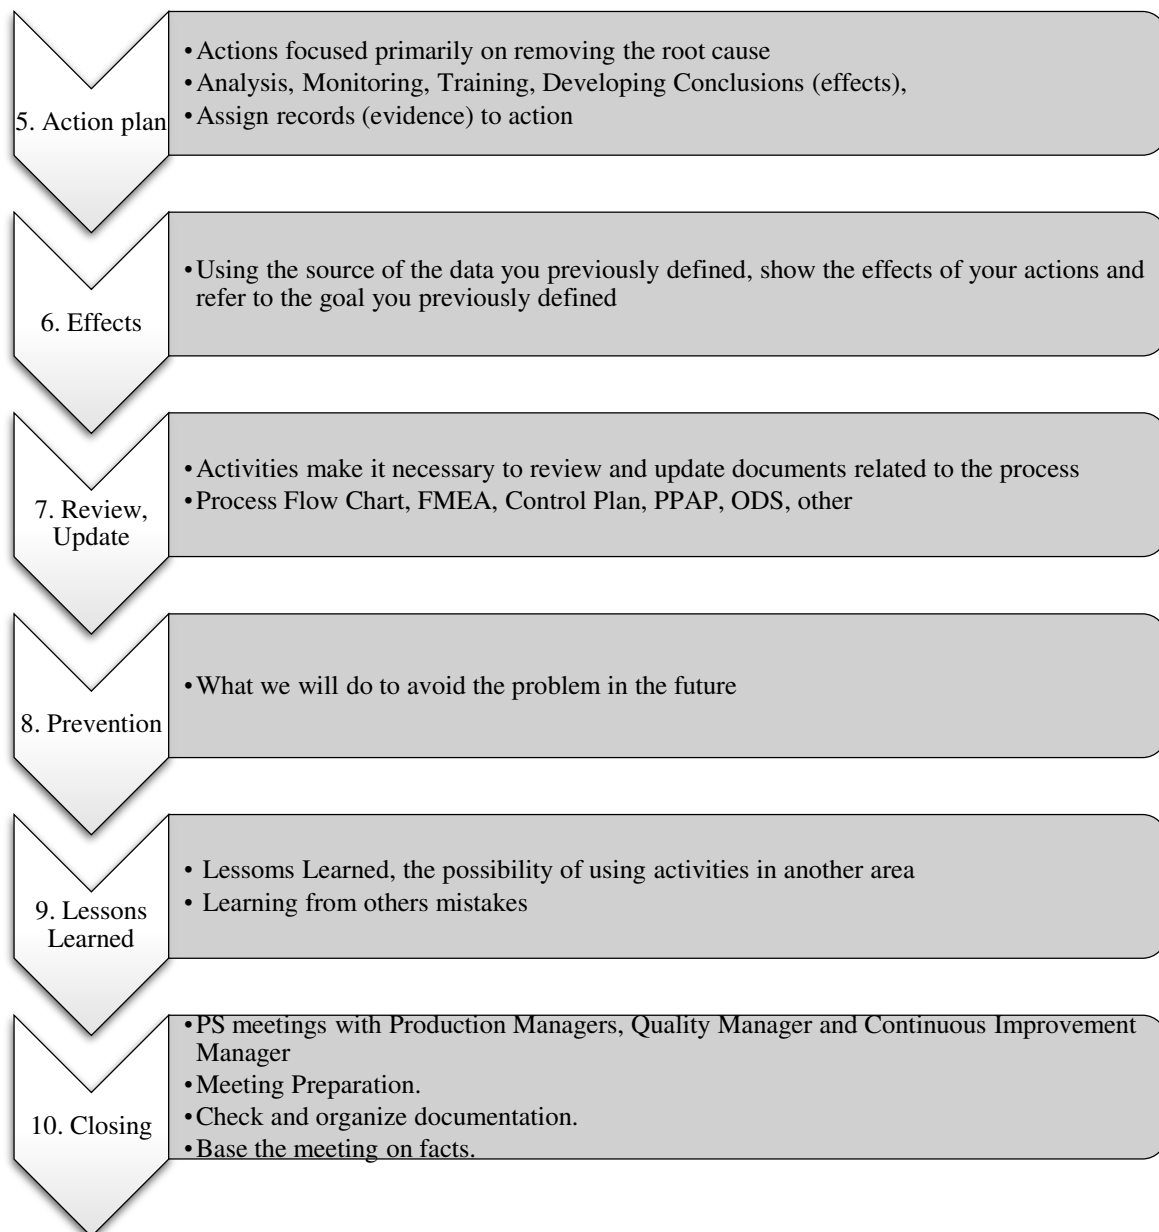 5. Action plan
• Actions focused primarily on removing the root cause
• Analysis, Monitoring, Training, Developing Conclusions (effects),
• Assign records (evidence) to action
6. Effects
• Using the source of the data you previously defined, show the effects of your actions and
refer to the goal you previously defined
7. Review,
Update
• Activities make it necessary to review and update documents related to the process
• Process Flow Chart, FMEA, Control Plan, PPAP, ODS, other
8. Prevention
• What we will do to avoid the problem in the future
9. Lessons
Learned
• Lessoms Learned, the possibility of using activities in another area
• Learning from others mistakes
10. Closing
• PS meetings with Production Managers, Quality Manager and Continuous Improvement
Manager
• Meeting Preparation.
• Check and organize documentation.
• Base the meeting on facts.